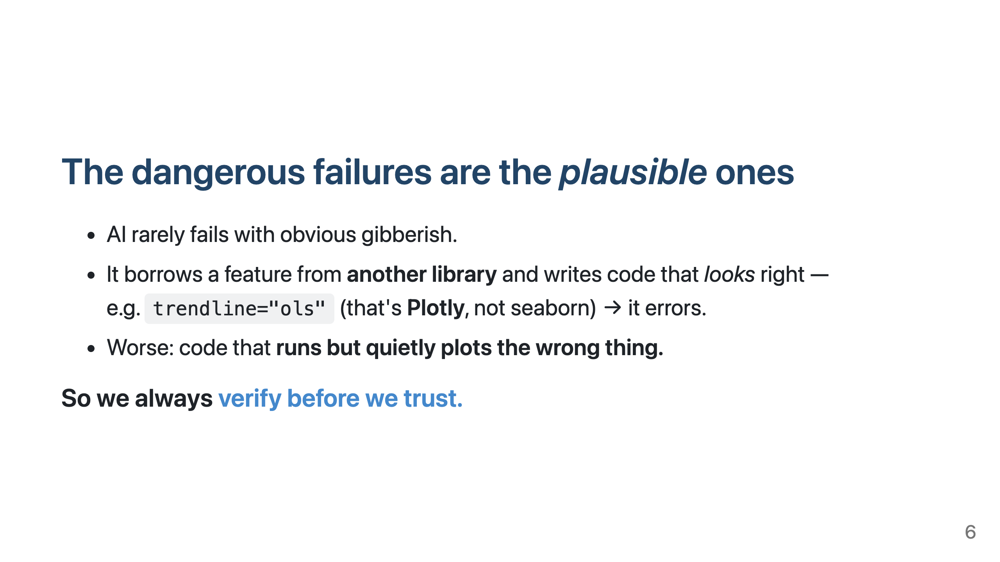 The dangerous failures are the plausible ones
• AI rarely fails with obvious gibberish.
• It borrows a feature from another library and writes code that looks right —
e.g. trendline="ols" (that's Plotly, not seaborn) → it errors.
• Worse: code that runs but quietly plots the wrong thing.
So we always verify before we trust.
6